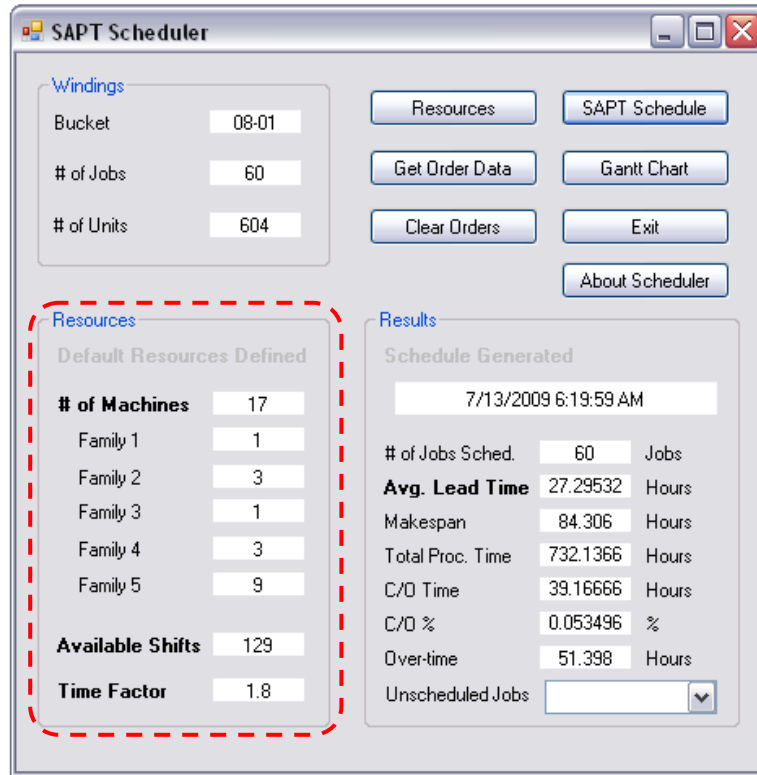 SAPT Scheduler
Windings
Bucket 08-01
# of Jobs 60
# of Units 604
Resources SAPT Schedule
Get Order Data Gantt Chart
Clear Orders Exit
About Scheduler
Resources
Default Resources Defined
# of Machines 17
Family 1 1
Family 2 3
Family 3 1
Family 4 3
Family 5 9
Available Shifts 129
Time Factor 1.8
Results
Schedule Generated
7/13/2009 6:19:59 AM
# of Jobs Sched. 60 Jobs
Avg. Lead Time 27.29532 Hours
Makespan 84.306 Hours
Total Proc. Time 732.1366 Hours
C/O Time 39.16666 Hours
C/O % 0.053496 %
Over-time 51.398 Hours
Unscheduled Jobs